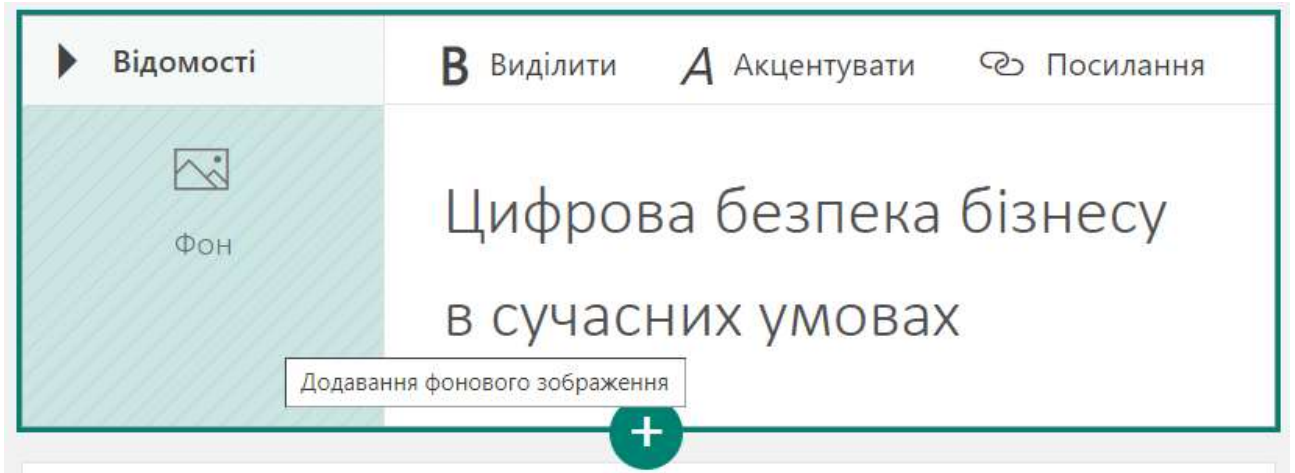 Відомості
B Виділити A Акцентувати Посилання
Фон
Цифрова безпека бізнесу
в сучасних умовах
Додавання фонового зображення
+